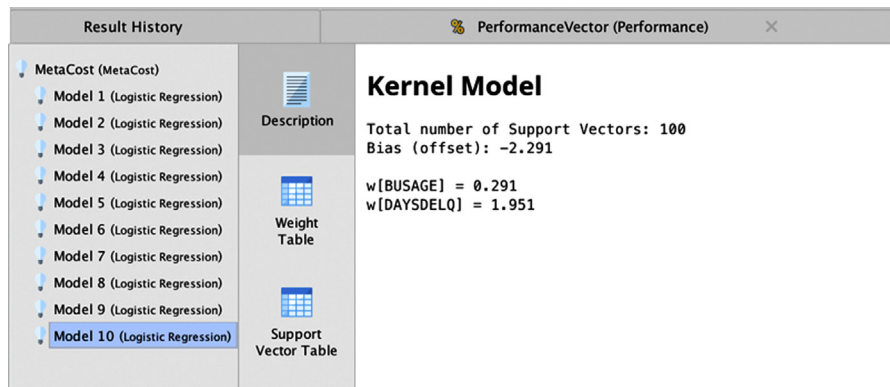 Result History
% PerformanceVector (Performance)
MetaCost (MetaCost)
Model 1 (Logistic Regression)
Model 2 (Logistic Regression)
Model 3 (Logistic Regression)
Model 4 (Logistic Regression)
Model 5 (Logistic Regression)
Model 6 (Logistic Regression)
Model 7 (Logistic Regression)
Model 8 (Logistic Regression)
Model 9 (Logistic Regression)
Model 10 (Logistic Regression)
Description
Weight
Table
Support
Vector Table
Kernel Model
Total number of Support Vectors: 100
Bias (offset): -2.291
w[BUSAGE] = 0.291
w[DAYSDELQ] = 1.951